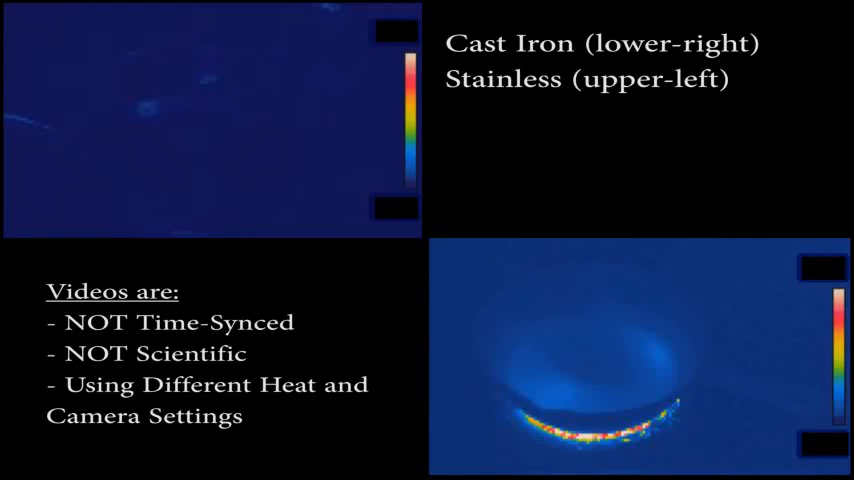 Cast Iron (lower-right)
Stainless (upper-left)
Videos are:
- NOT Time-Synced
- NOT Scientific
- Using Different Heat and
Camera Settings